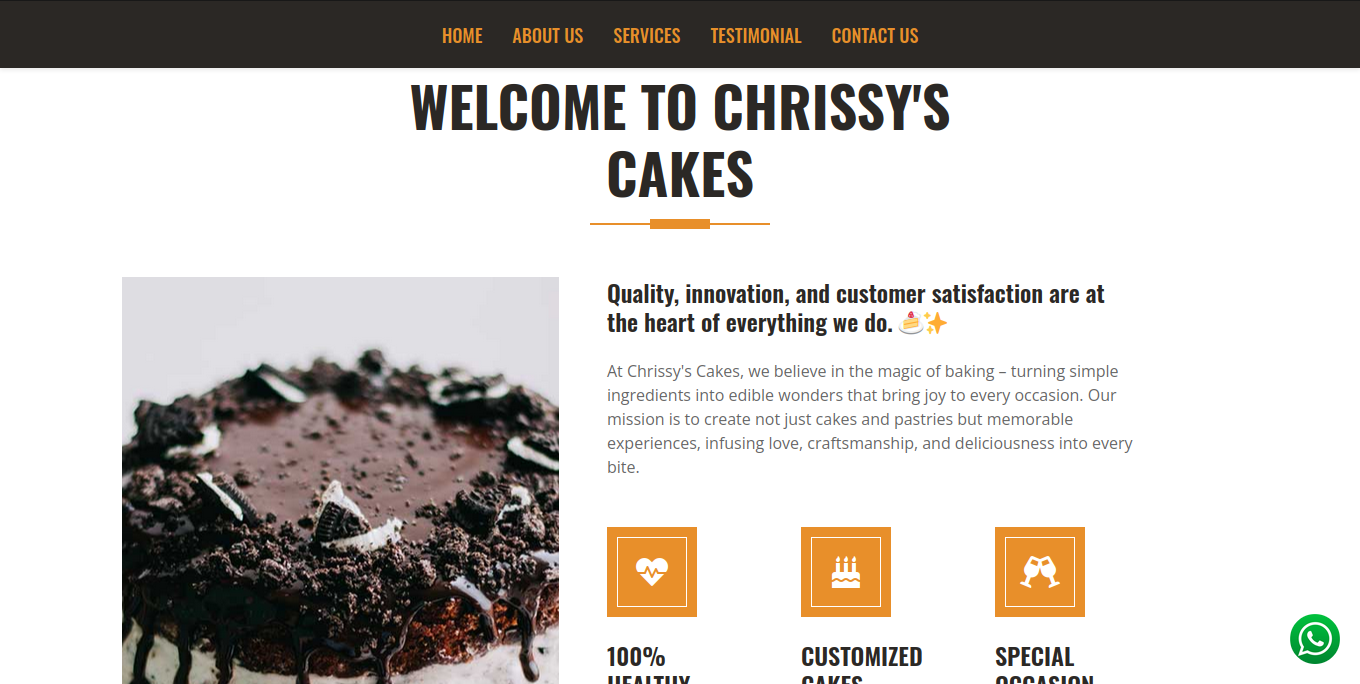 HOME ABOUT US SERVICES TESTIMONIAL CONTACT US
WELCOME TO CHRISSY'S
CAKES
Quality, innovation, and customer satisfaction are at
the heart of everything we do. 🍰✨
At Chrissy's Cakes, we believe in the magic of baking – turning simple
ingredients into edible wonders that bring joy to every occasion. Our
mission is to create not just cakes and pastries but memorable
experiences, infusing love, craftsmanship, and deliciousness into every
bite.
100%
HEALTHY
CUSTOMIZED
CAKES
SPECIAL
OCCASION